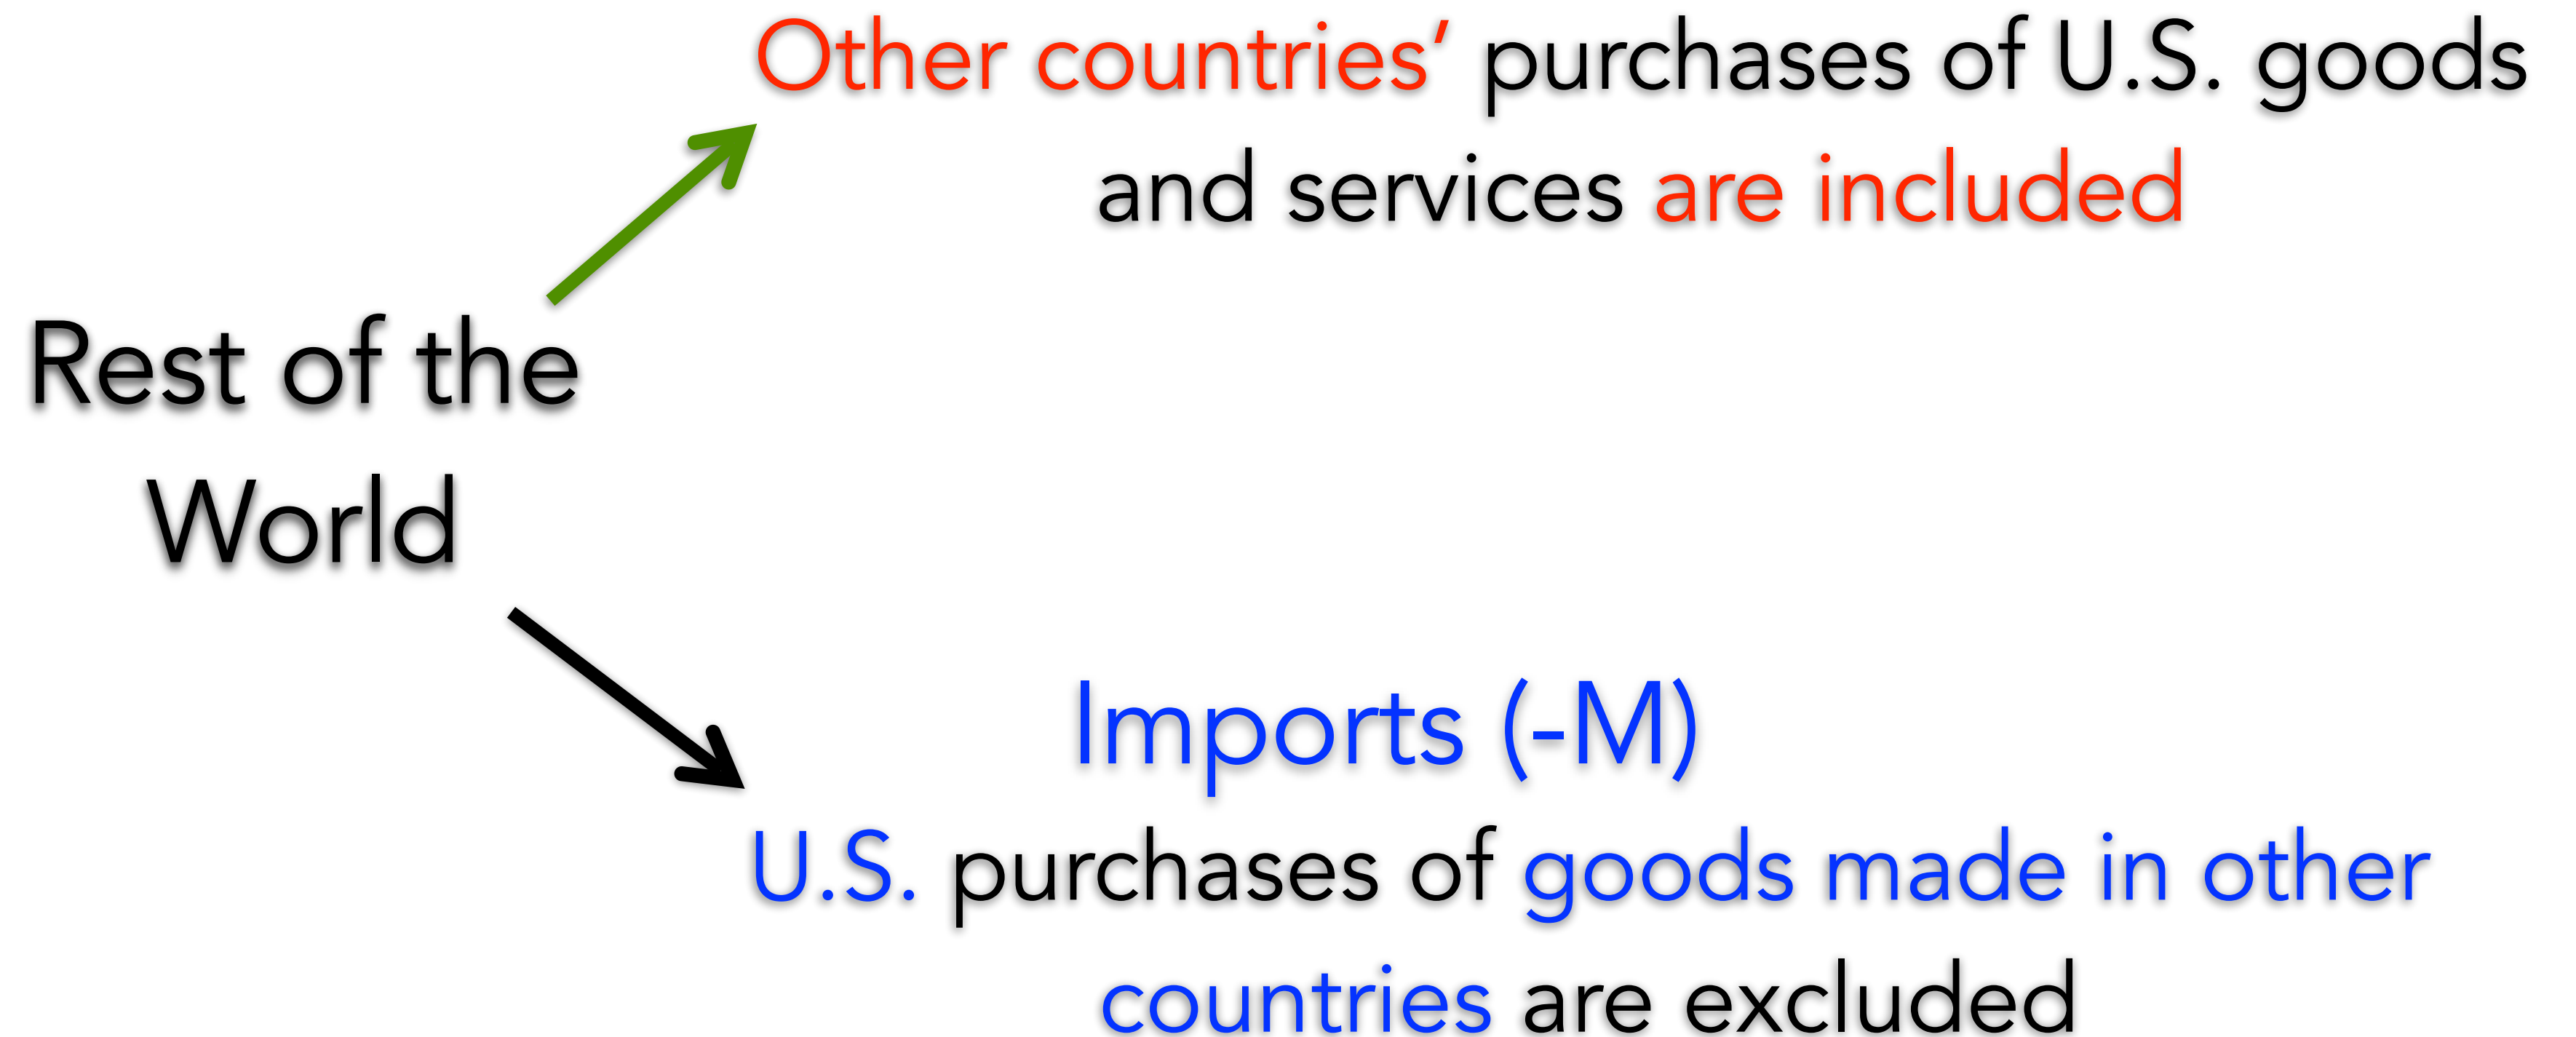 Other countries’ purchases of U.S. goods
and services are included
Rest of the
World
Imports (-M)
U.S. purchases of goods made in other
countries are excluded